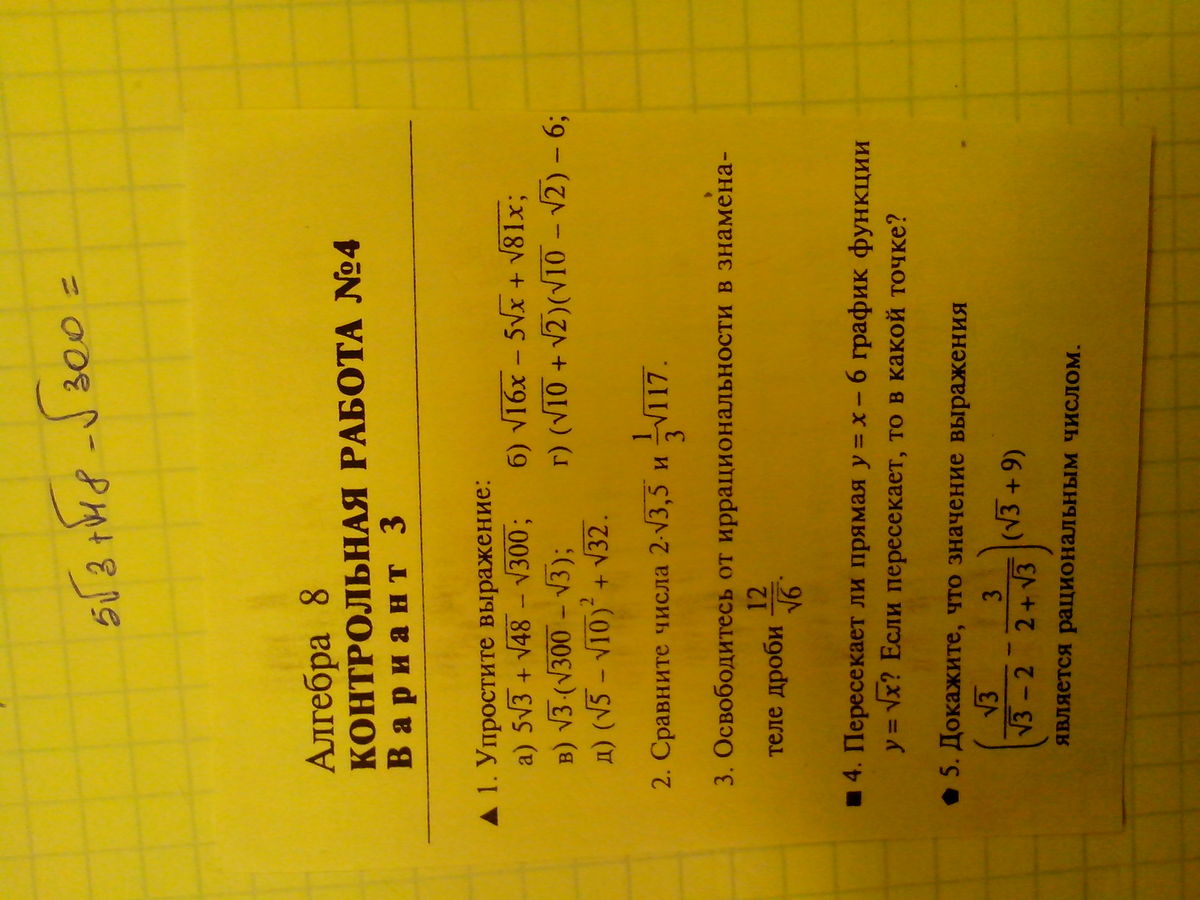 5√3+√48 - √300 =
Алгебра 8
КОНТРОЛЬНАЯ РАБОТА №4
Вариант 3
▲ 1. Упростите выражение:
а) 5√3 + √48 − √300; б) √16x − 5√x + √81x;
в) √3·(√300 − √3); г) (√10 + √2)(√10 − √2) − 6;
д) (√5 − √10)² + √32.
2. Сравните числа 2·√3,5 и 1/3√117.
3. Освободитесь от иррациональности в знамена-
теле дроби 12/√6.
■ 4. Пересекает ли прямая y = x − 6 график функции
y = √x? Если пересекает, то в какой точке?
⬟ 5. Докажите, что значение выражения
(√3/(√3 − 2) − 3/(2 + √3))(√3 + 9)
является рациональным числом.